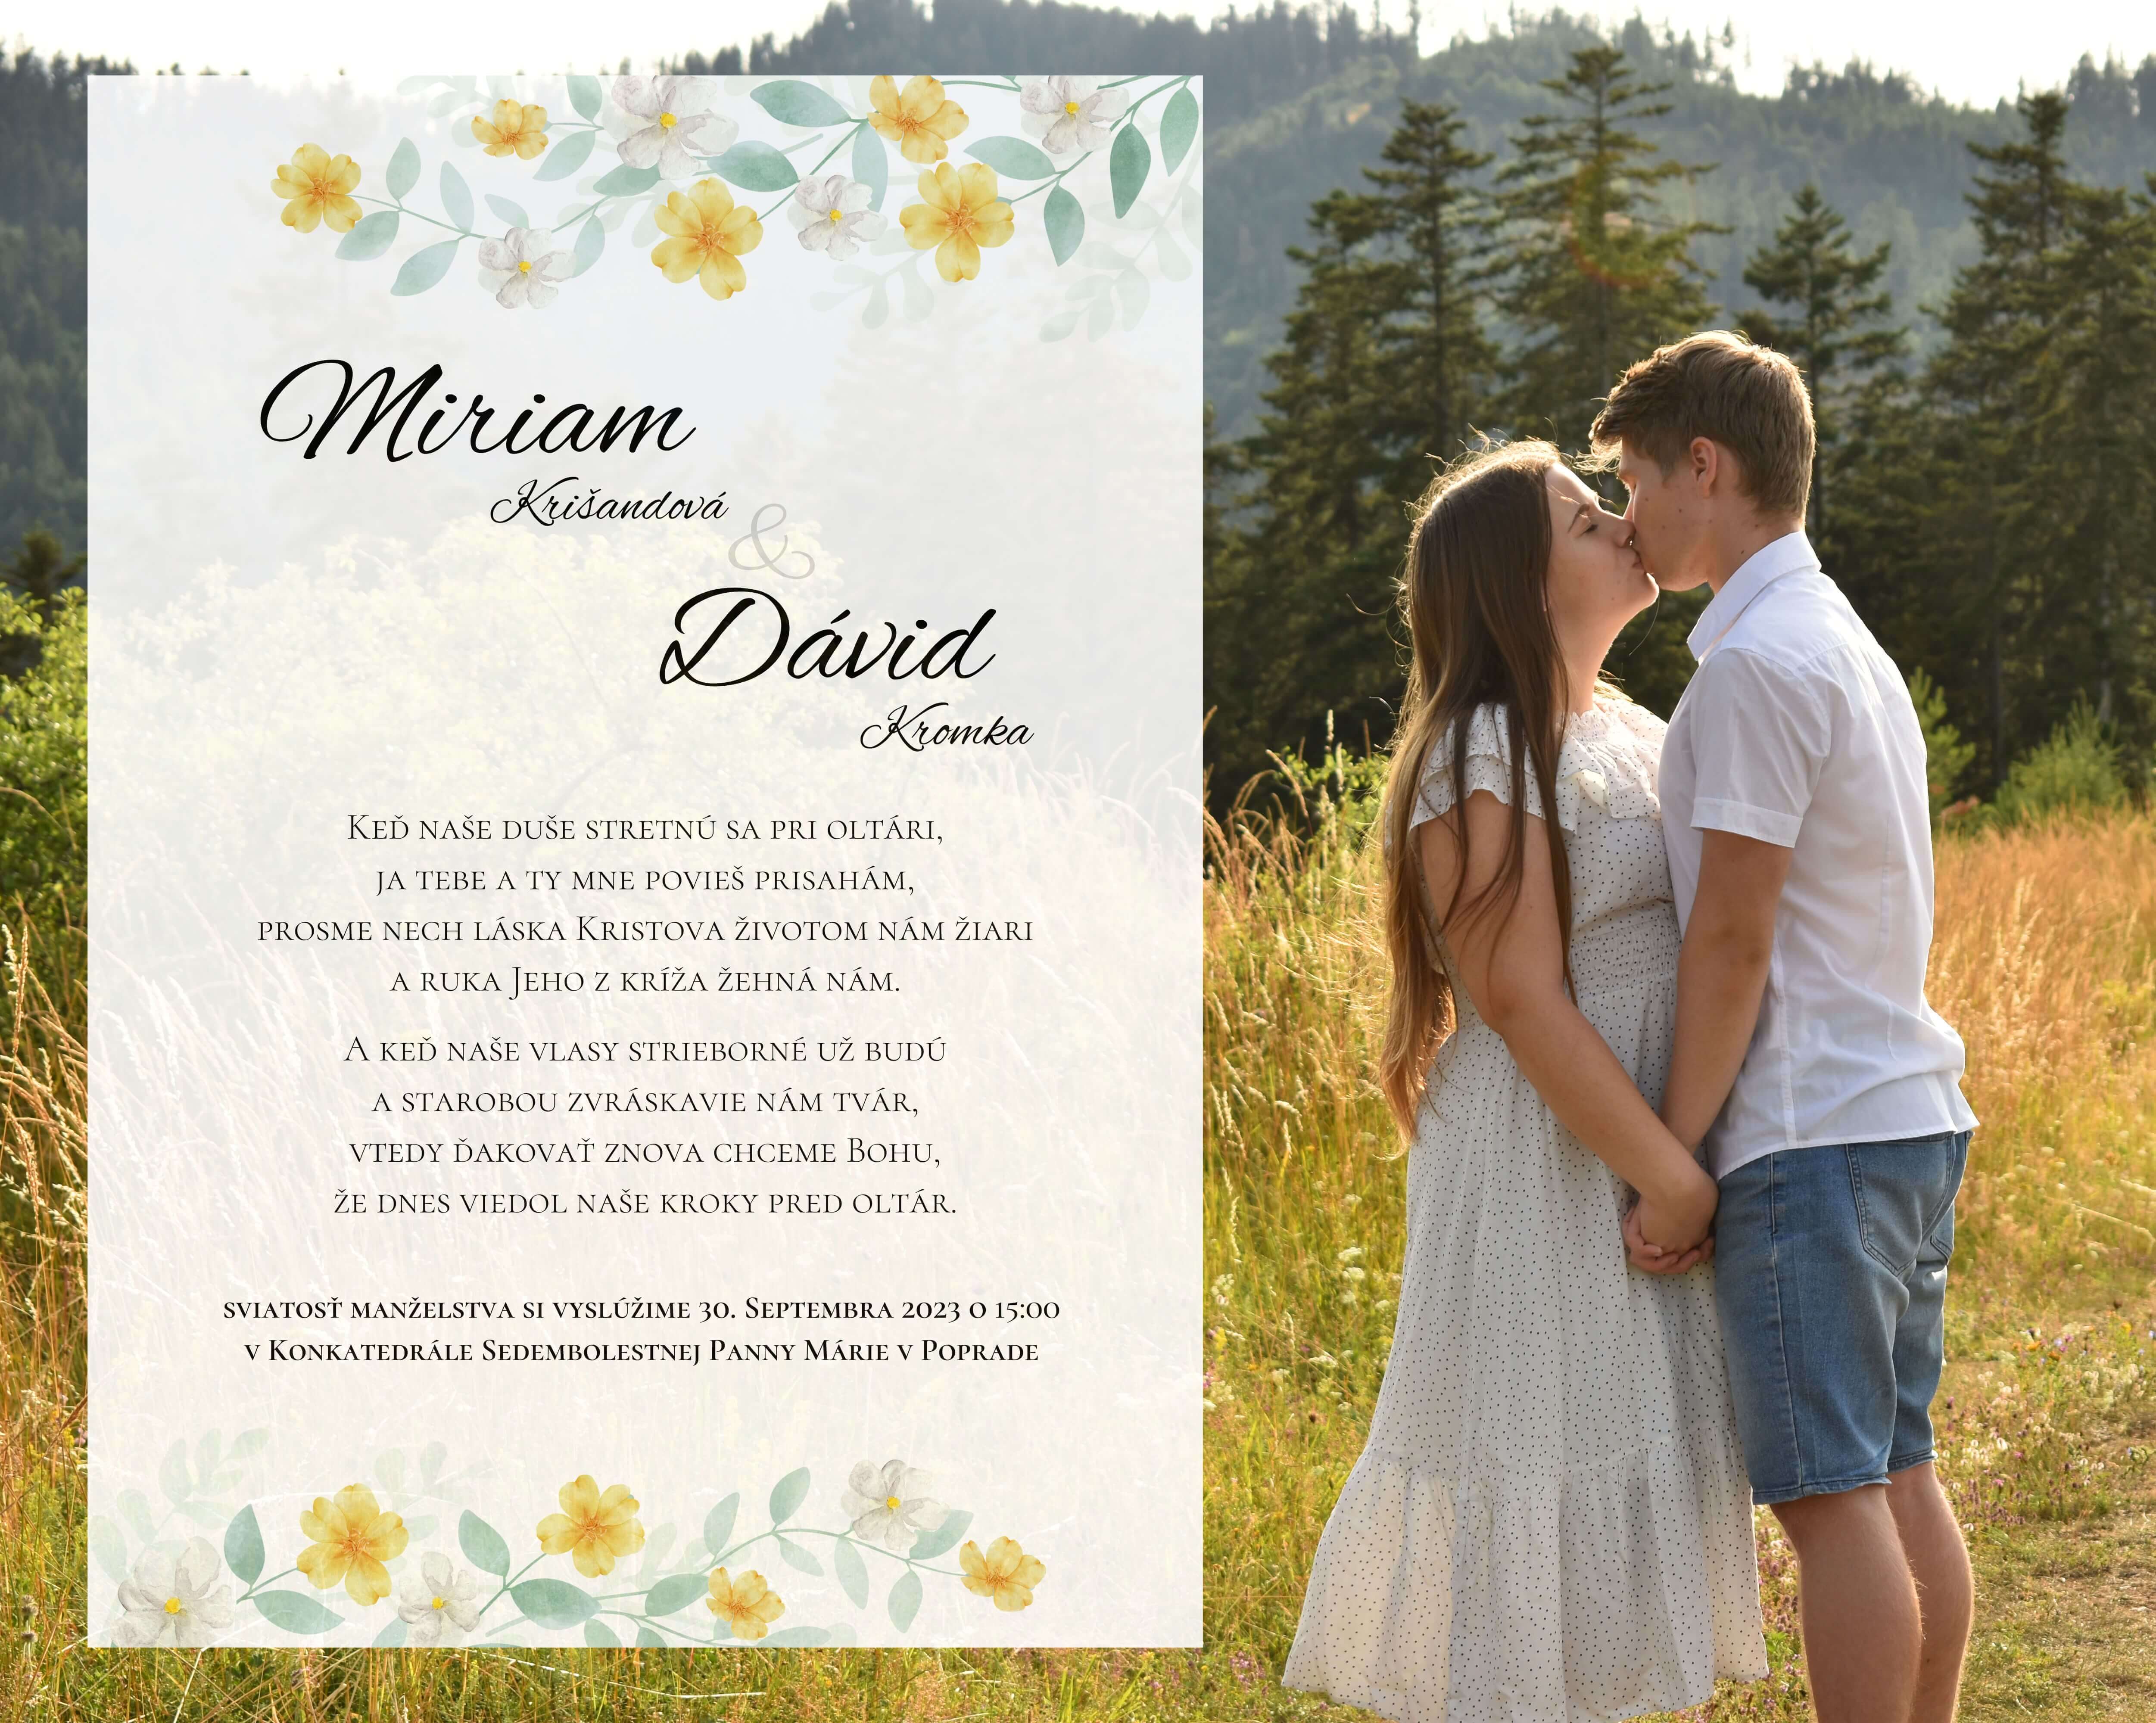 Miriam
Krišandová
&
Dávid
Kromka
Keď naše duše stretnú sa pri oltári,
ja tebe a ty mne povieš prisahám,
prosme nech láska Kristova životom nám žiari
a ruka Jeho z kríža žehná nám.
A keď naše vlasy strieborné už budú
a starobou zvráskavie nám tvár,
vtedy ďakovať znova chceme Bohu,
že dnes viedol naše kroky pred oltár.
sviatosť manželstva si vyslúžime 30. Septembra 2023 o 15:00
v Konkatedrále Sedembolestnej Panny Márie v Poprade